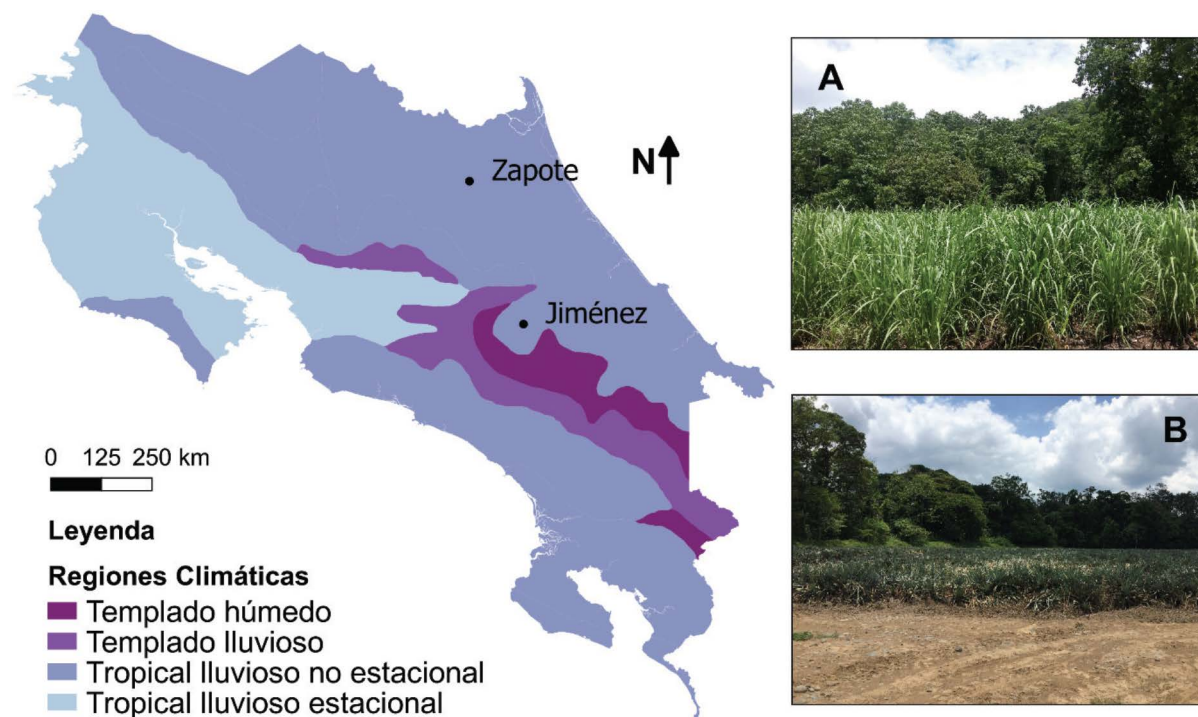 Zapote
N
Jiménez
0 125 250 km
Leyenda
Regiones Climáticas
Templado húmedo
Templado lluvioso
Tropical lluvioso no estacional
Tropical lluvioso estacional
A
B